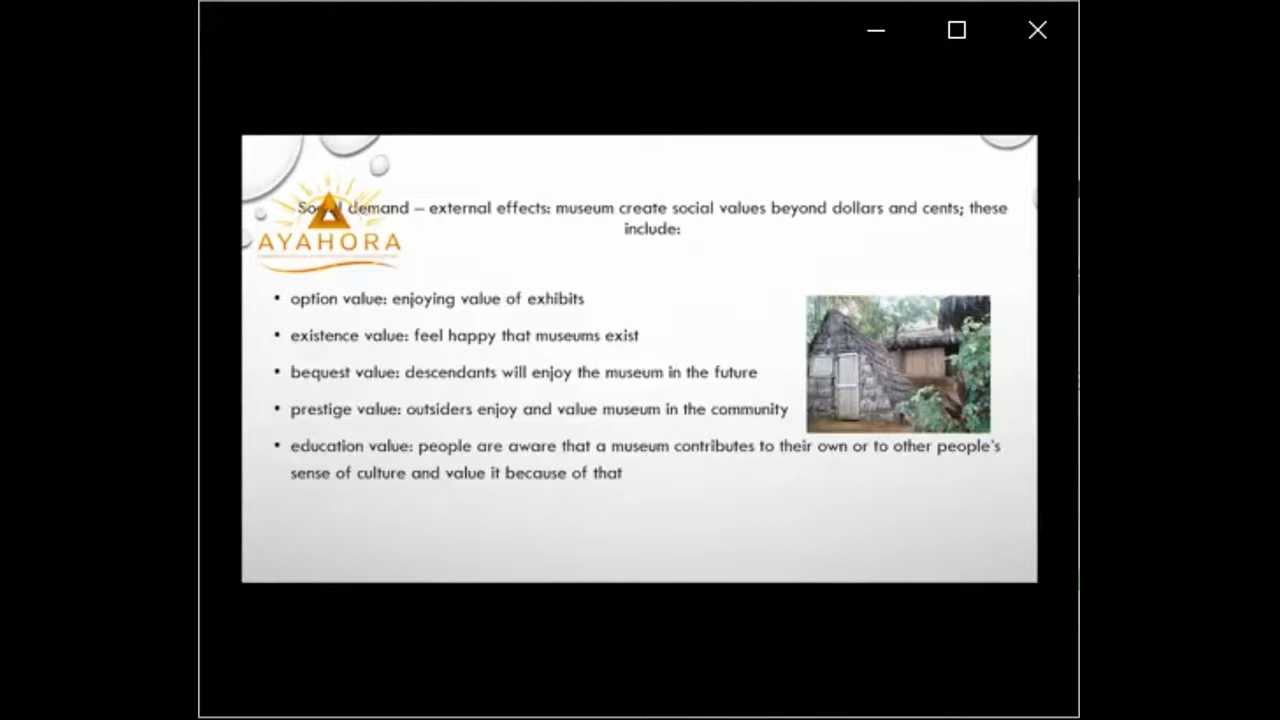 Social demand – external effects: museum create social values beyond dollars and cents; these
include:
AYAHORA
• option value: enjoying value of exhibits
• existence value: feel happy that museums exist
• bequest value: descendants will enjoy the museum in the future
• prestige value: outsiders enjoy and value museum in the community
• education value: people are aware that a museum contributes to their own or to other people's
sense of culture and value it because of that